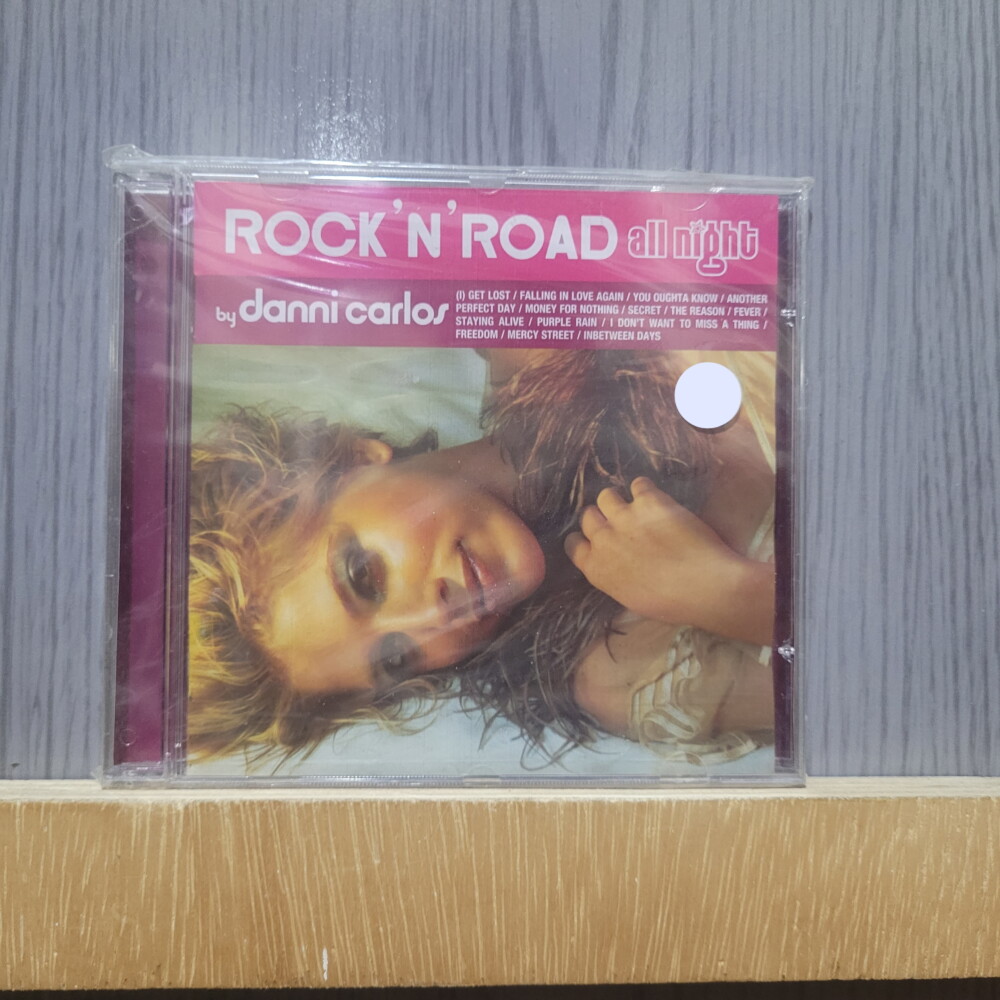 ROCK'N'ROAD all night
by danni carlos
(I) GET LOST / FALLING IN LOVE AGAIN / YOU OUGHTA KNOW / ANOTHER
PERFECT DAY / MONEY FOR NOTHING / SECRET / THE REASON / FEVER /
STAYING ALIVE / PURPLE RAIN / I DON'T WANT TO MISS A THING /
FREEDOM / MERCY STREET / INBETWEEN DAYS